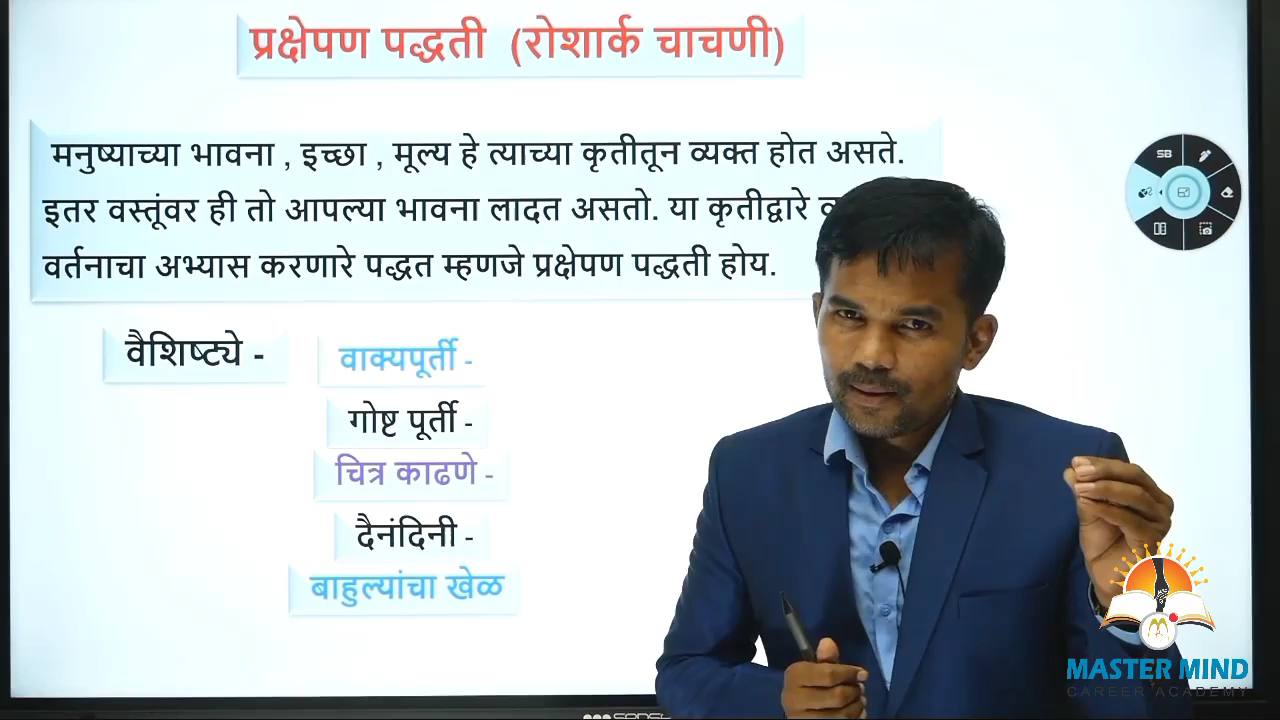 प्रक्षेपण पद्धती (रोशार्क चाचणी)
मनुष्याच्या भावना , इच्छा , मूल्य हे त्याच्या कृतीतून व्यक्त होत असते.
इतर वस्तूंवर ही तो आपल्या भावना लादत असतो. या कृतीद्वारे
वर्तनाचा अभ्यास करणारे पद्धत म्हणजे प्रक्षेपण पद्धती होय.
वैशिष्ट्ये -
वाक्यपूर्ती -
गोष्ट पूर्ती -
चित्र काढणे -
दैनंदिनी -
बाहुल्यांचा खेळ
SB
MASTER MIND
CAREER ACADEMY